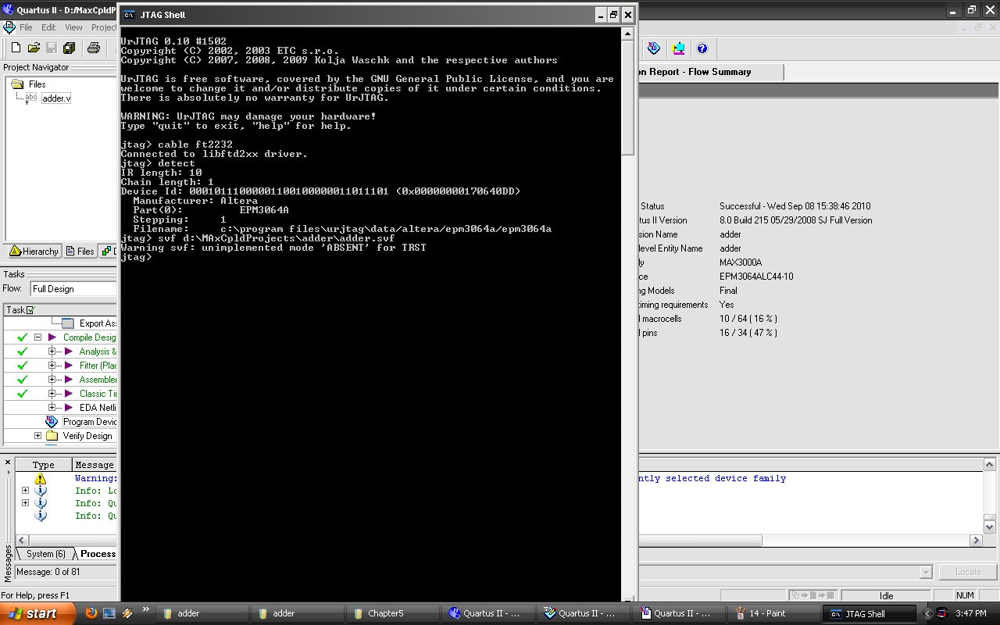 Quartus II - D:/MaxCpldP
JTAG Shell
File Edit View Projec
Project Navigator
Files
adder.v
Hierarchy Files D
Tasks
Flow: Full Design
Task
Export Ass
Compile Desig
Analysis &
Fitter (Plac
Assembler
Classic Ti
EDA Netli
Program Devic
Verify Design
UrJTAG 0.10 #1502
Copyright (C) 2002, 2003 ETC s.r.o.
Copyright (C) 2007, 2008, 2009 Kolja Waschk and the respective authors
UrJTAG is free software, covered by the GNU General Public License, and you are
welcome to change it and/or distribute copies of it under certain conditions.
There is absolutely no warranty for UrJTAG.
WARNING: UrJTAG may damage your hardware!
Type "quit" to exit, "help" for help.
jtag> cable ft2232
Connected to libftd2xx driver.
jtag> detect
IR length: 10
Chain length: 1
Device Id: 00010111000001100100000011011101 (0x00000000170640DD)
Manufacturer: Altera
Part(0): EPM3064A
Stepping: 1
Filename: c:\program files\urjtag\data/altera/epm3064a/epm3064a
jtag> svf d:\MAxCpldProjects\adder\adder.svf
Warning svf: unimplemented mode 'ABSENT' for TRST
jtag>
on Report - Flow Summary
Status Successful - Wed Sep 08 15:38:46 2010
tus II Version 8.0 Build 215 05/29/2008 SJ Full Version
sion Name adder
level Entity Name adder
ly MAX3000A
ce EPM3064ALC44-10
ng Models Final
timing requirements Yes
l macrocells 10 / 64 ( 16 % )
l pins 16 / 34 ( 47 % )
Type Message
Warning: ntly selected device family
Info: Lo
Info: Qu
Info: Qu
System (6) Process
Messages
Message: 0 of 81 Locate
For Help, press F1 Idle NUM
start adder adder Chapter5 Quartus II - ... Quartus II - ... Quartus II - ... 14 - Paint JTAG Shell 3:47 PM